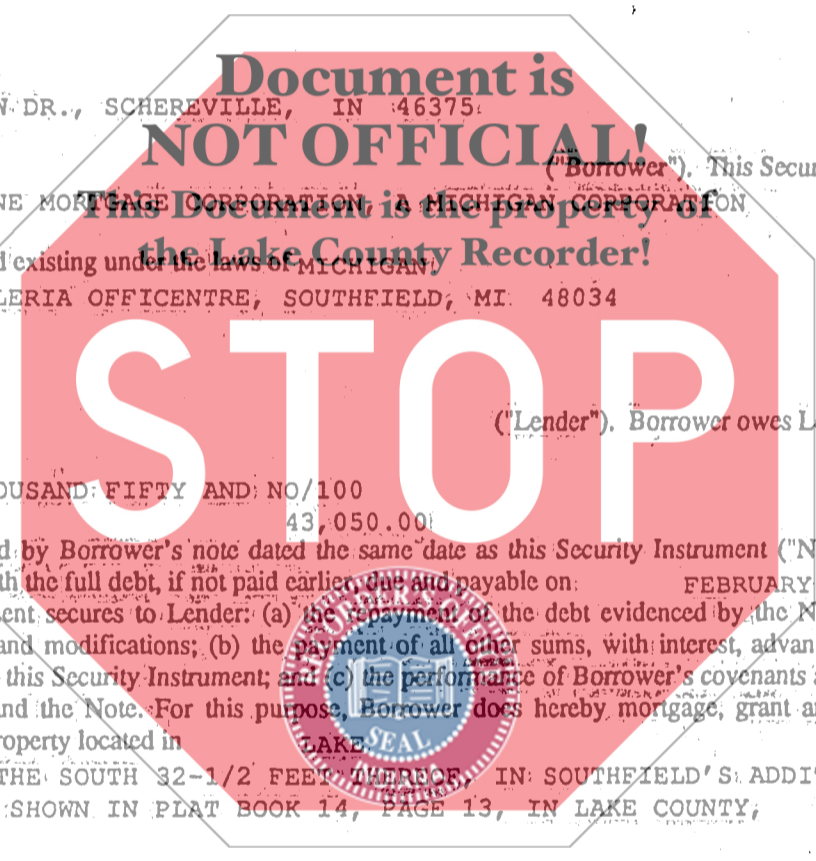 Document is
DR., SCHEREVILLE, IN 46375
NOT OFFICIAL!
("Borrower"). This Secur
This Document is the property of
NE MORTGAGE CORPORATION, A MICHIGAN CORPORATION
the Lake County Recorder!
existing under the laws of MICHIGAN,
LERIA OFFICENTRE, SOUTHFIELD, MI 48034
STOP
("Lender"). Borrower owes L
OUSAND FIFTY AND NO/100
43,050.00
d by Borrower's note dated the same date as this Security Instrument ("N
th the full debt, if not paid earlier, due and payable on FEBRUARY
ent secures to Lender: (a) the repayment of the debt evidenced by the N
and modifications; (b) the payment of all other sums, with interest, advan
this Security Instrument; and (c) the performance of Borrower's covenants a
nd the Note. For this purpose, Borrower does hereby mortgage, grant a
roperty located in LAKE
SEAL
THE SOUTH 32-1/2 FEET THEREOF, IN SOUTHFIELD'S ADDIT
SHOWN IN PLAT BOOK 14, PAGE 13, IN LAKE COUNTY,